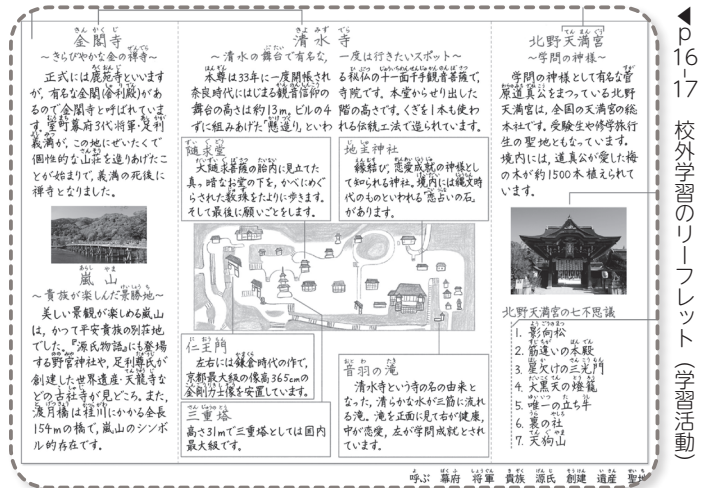 金閣寺
～きらびやかな金の禅寺～
正式には鹿苑寺といいます
が、有名な金閣(舎利殿)があ
るので金閣寺と呼ばれていま
す。室町幕府3代将軍・足利
義満が、この地にぜいたくで
個性的な山荘を造りあげたこ
とが始まりで、義満の死後に
禅寺となりました。
嵐山
～貴族が楽しんだ景勝地～
美しい景観が楽しめる嵐山
は、かつて平安貴族の別荘地
でした。『源氏物語』にも登場
する野宮神社や、足利尊氏が
創建した世界遺産・天龍寺な
どの古社寺が見どころ。また、
渡月橋は桂川にかかる全長
154mの橋で、嵐山のシンボ
ル的存在です。
清水寺
～清水の舞台で有名な、一度は行きたいスポット～
本尊は33年に一度開帳される秘仏の十一面千手観音菩薩で、
奈良時代にはじまる観音信仰の寺院です。本堂からせり出した
舞台の高さは約13m。ビルの4階の高さです。くぎを1本も使わ
ずに組みあげた"懸造り"といわれる伝統工法で造られています。
随求堂
大随求菩薩の胎内に見立てた
真っ暗なお堂の下を、かべにめぐ
らされた数珠をたよりに歩きます。
そして最後に願いごとをします。
地主神社
縁結び、恋愛成就の神様とし
て知られる神社。境内には縄文時
代のものといわれる"恋占いの石"
があります。
仁王門
左右には鎌倉時代の作で、
京都最大級の像高365cmの
金剛力士像を安置しています。
三重塔
高さ31mで三重塔としては国内
最大級です。
音羽の滝
清水寺という寺の名の由来と
なった、清らかな水が三筋に流れ
る滝。滝を正面に見て右が健康、
中が恋愛、左が学問成就とされ
ています。
北野天満宮
～学問の神様～
学問の神様として有名な菅
原道真公をまつっている北野
天満宮は、全国の天満宮の総
本社です。受験生や修学旅行
生の聖地ともなっています。
境内には、道真公が愛した梅
の木が約1500本植えられて
います。
北野天満宮の七不思議
1. 影向松
2. 筋違いの本殿
3. 星欠けの三光門
4. 大黒天の燈籠
5. 唯一の立ち牛
6. 裏の社
7. 天狗山
呼ぶ 幕府 将軍 貴族 源氏 創建 遺産 聖地
◀p16-17 校外学習のリーフレット(学習活動)